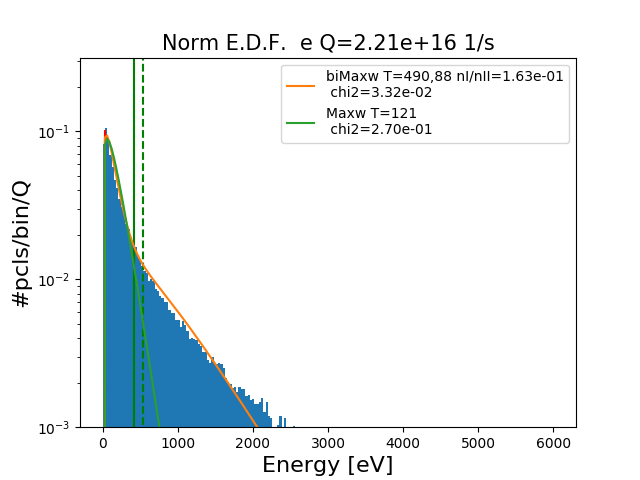 Norm E.D.F.  e Q=2.21e+16 1/s
biMaxw T=490,88 nI/nII=1.63e-01
chi2=3.32e-02
Maxw T=121
chi2=2.70e-01
#pcls/bin/Q
10⁻¹
10⁻²
10⁻³
0 1000 2000 3000 4000 5000 6000
Energy [eV]